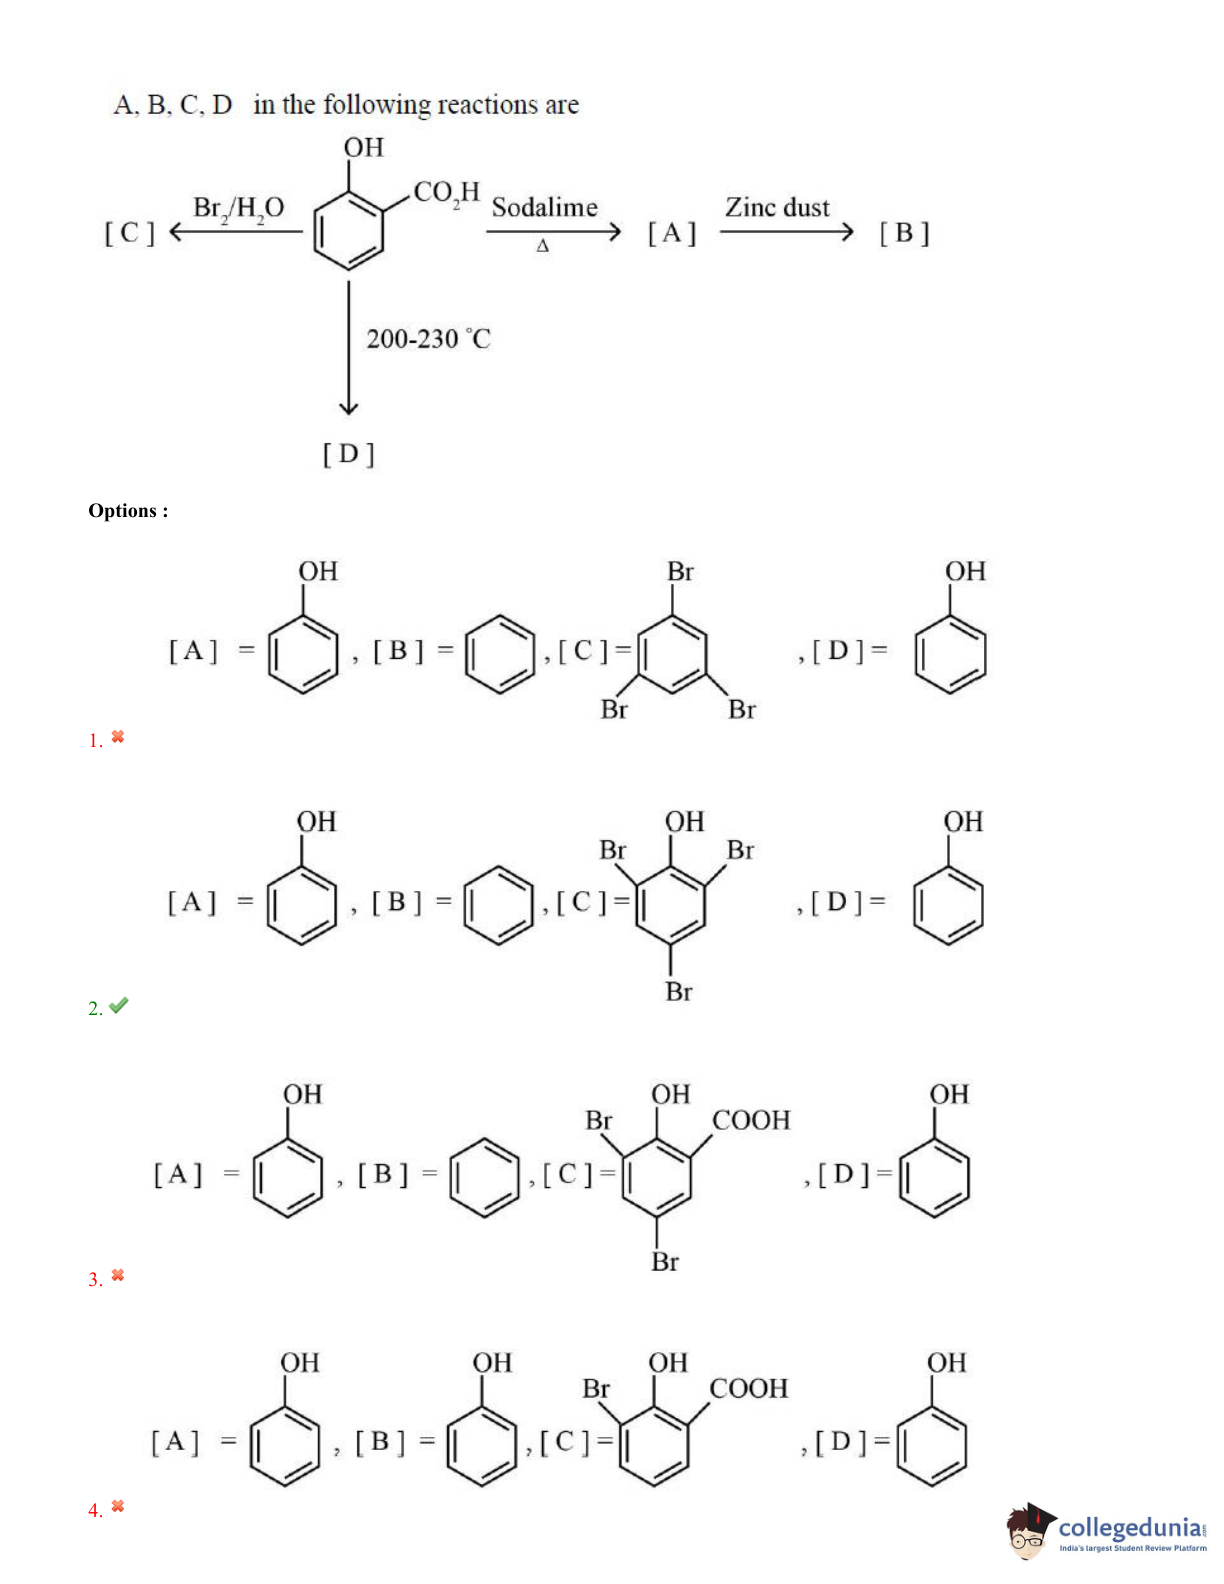 A, B, C, D in the following reactions are
OH
CO2H
[ C ] Br2/H2O Sodalime Δ [ A ] Zinc dust [ B ]
200-230 °C
[ D ]
Options :
OH Br OH
[ A ] = , [ B ] = , [ C ] = , [ D ] =
Br Br
1.
OH OH OH
Br Br
[ A ] = , [ B ] = , [ C ] = , [ D ] =
Br
2.
OH OH OH
Br COOH
[ A ] = , [ B ] = , [ C ] = , [ D ] =
Br
3.
OH OH OH OH
Br COOH
[ A ] = , [ B ] = , [ C ] = , [ D ] =
4.
collegedunia.com
India's largest Student Review Platform